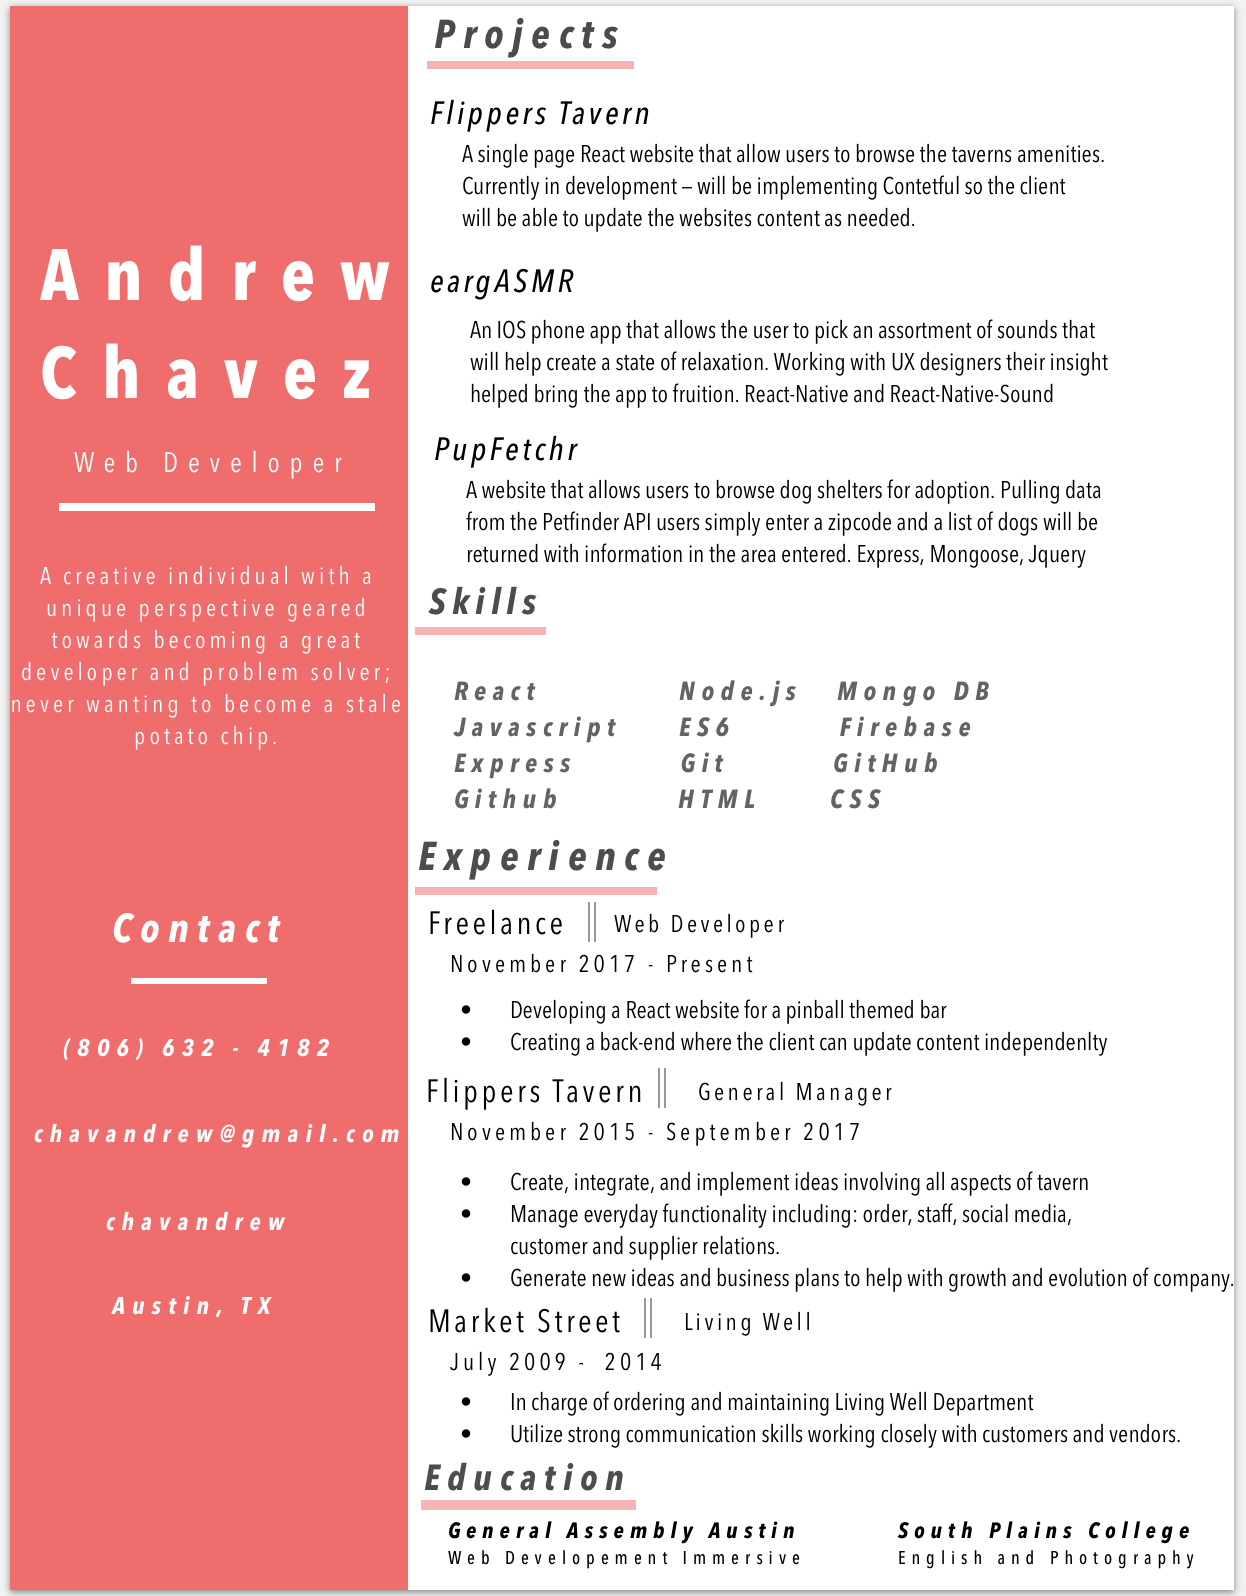 Andrew
Chavez
Web Developer
A creative individual with a
unique perspective geared
towards becoming a great
developer and problem solver;
never wanting to become a stale
potato chip.
Contact
(806) 632 - 4182
chavandrew@gmail.com
chavandrew
Austin, TX
Projects
Flippers Tavern
A single page React website that allow users to browse the taverns amenities.
Currently in development – will be implementing Contetful so the client
will be able to update the websites content as needed.
eargASMR
An IOS phone app that allows the user to pick an assortment of sounds that
will help create a state of relaxation. Working with UX designers their insight
helped bring the app to fruition. React-Native and React-Native-Sound
PupFetchr
A website that allows users to browse dog shelters for adoption. Pulling data
from the Petfinder API users simply enter a zipcode and a list of dogs will be
returned with information in the area entered. Express, Mongoose, Jquery
Skills
React Node.js Mongo DB
Javascript ES6 Firebase
Express Git GitHub
Github HTML CSS
Experience
Freelance || Web Developer
November 2017 - Present
• Developing a React website for a pinball themed bar
• Creating a back-end where the client can update content independenlty
Flippers Tavern || General Manager
November 2015 - September 2017
• Create, integrate, and implement ideas involving all aspects of tavern
• Manage everyday functionality including: order, staff, social media,
customer and supplier relations.
• Generate new ideas and business plans to help with growth and evolution of company.
Market Street || Living Well
July 2009 - 2014
• In charge of ordering and maintaining Living Well Department
• Utilize strong communication skills working closely with customers and vendors.
Education
General Assembly Austin South Plains College
Web Developement Immersive English and Photography